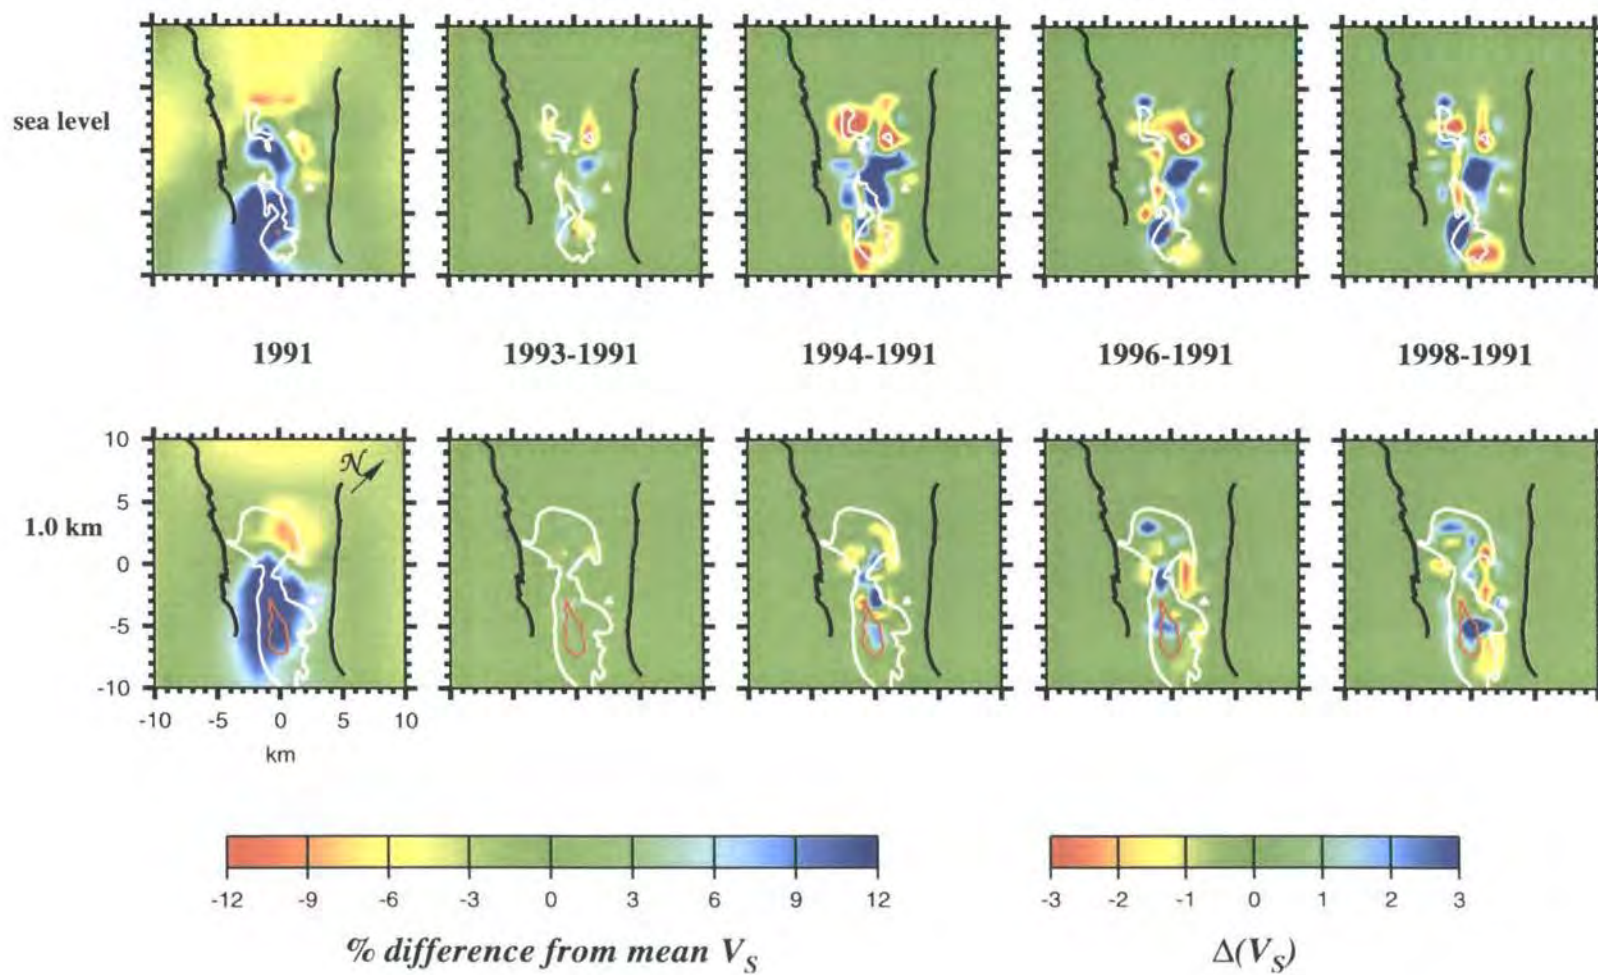 sea level
1991 1993-1991 1994-1991 1996-1991 1998-1991
1.0 km
10
5
0
-5
-10
N
-10 -5 0 5 10
km
-12 -9 -6 -3 0 3 6 9 12
% difference from mean VS
-3 -2 -1 0 1 2 3
Δ(VS)